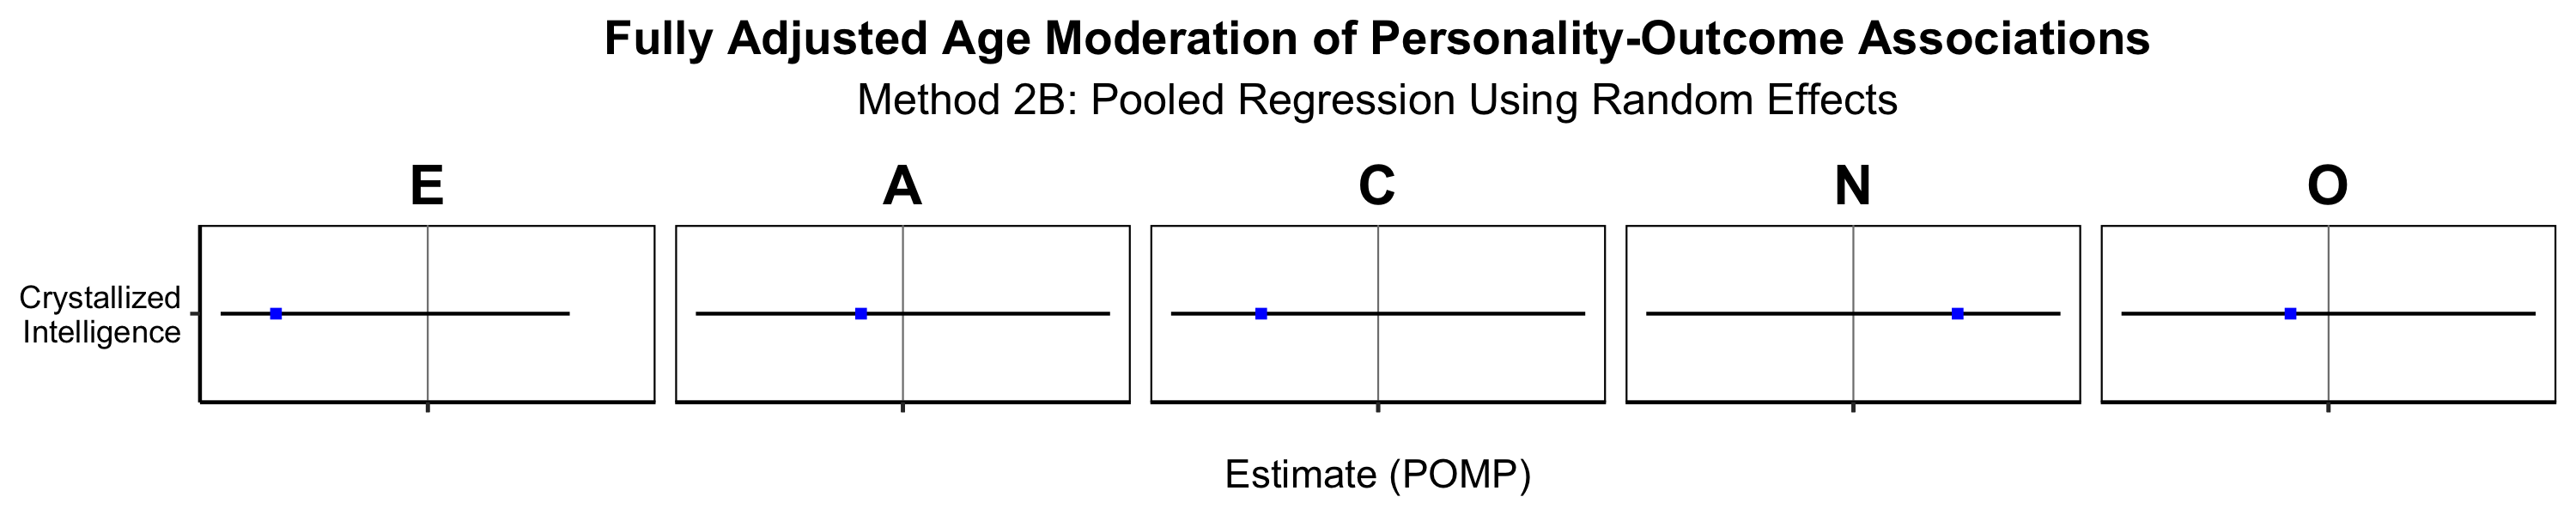 Fully Adjusted Age Moderation of Personality-Outcome Associations
Method 2B: Pooled Regression Using Random Effects
E A C N O
Crystallized
Intelligence
Estimate (POMP)